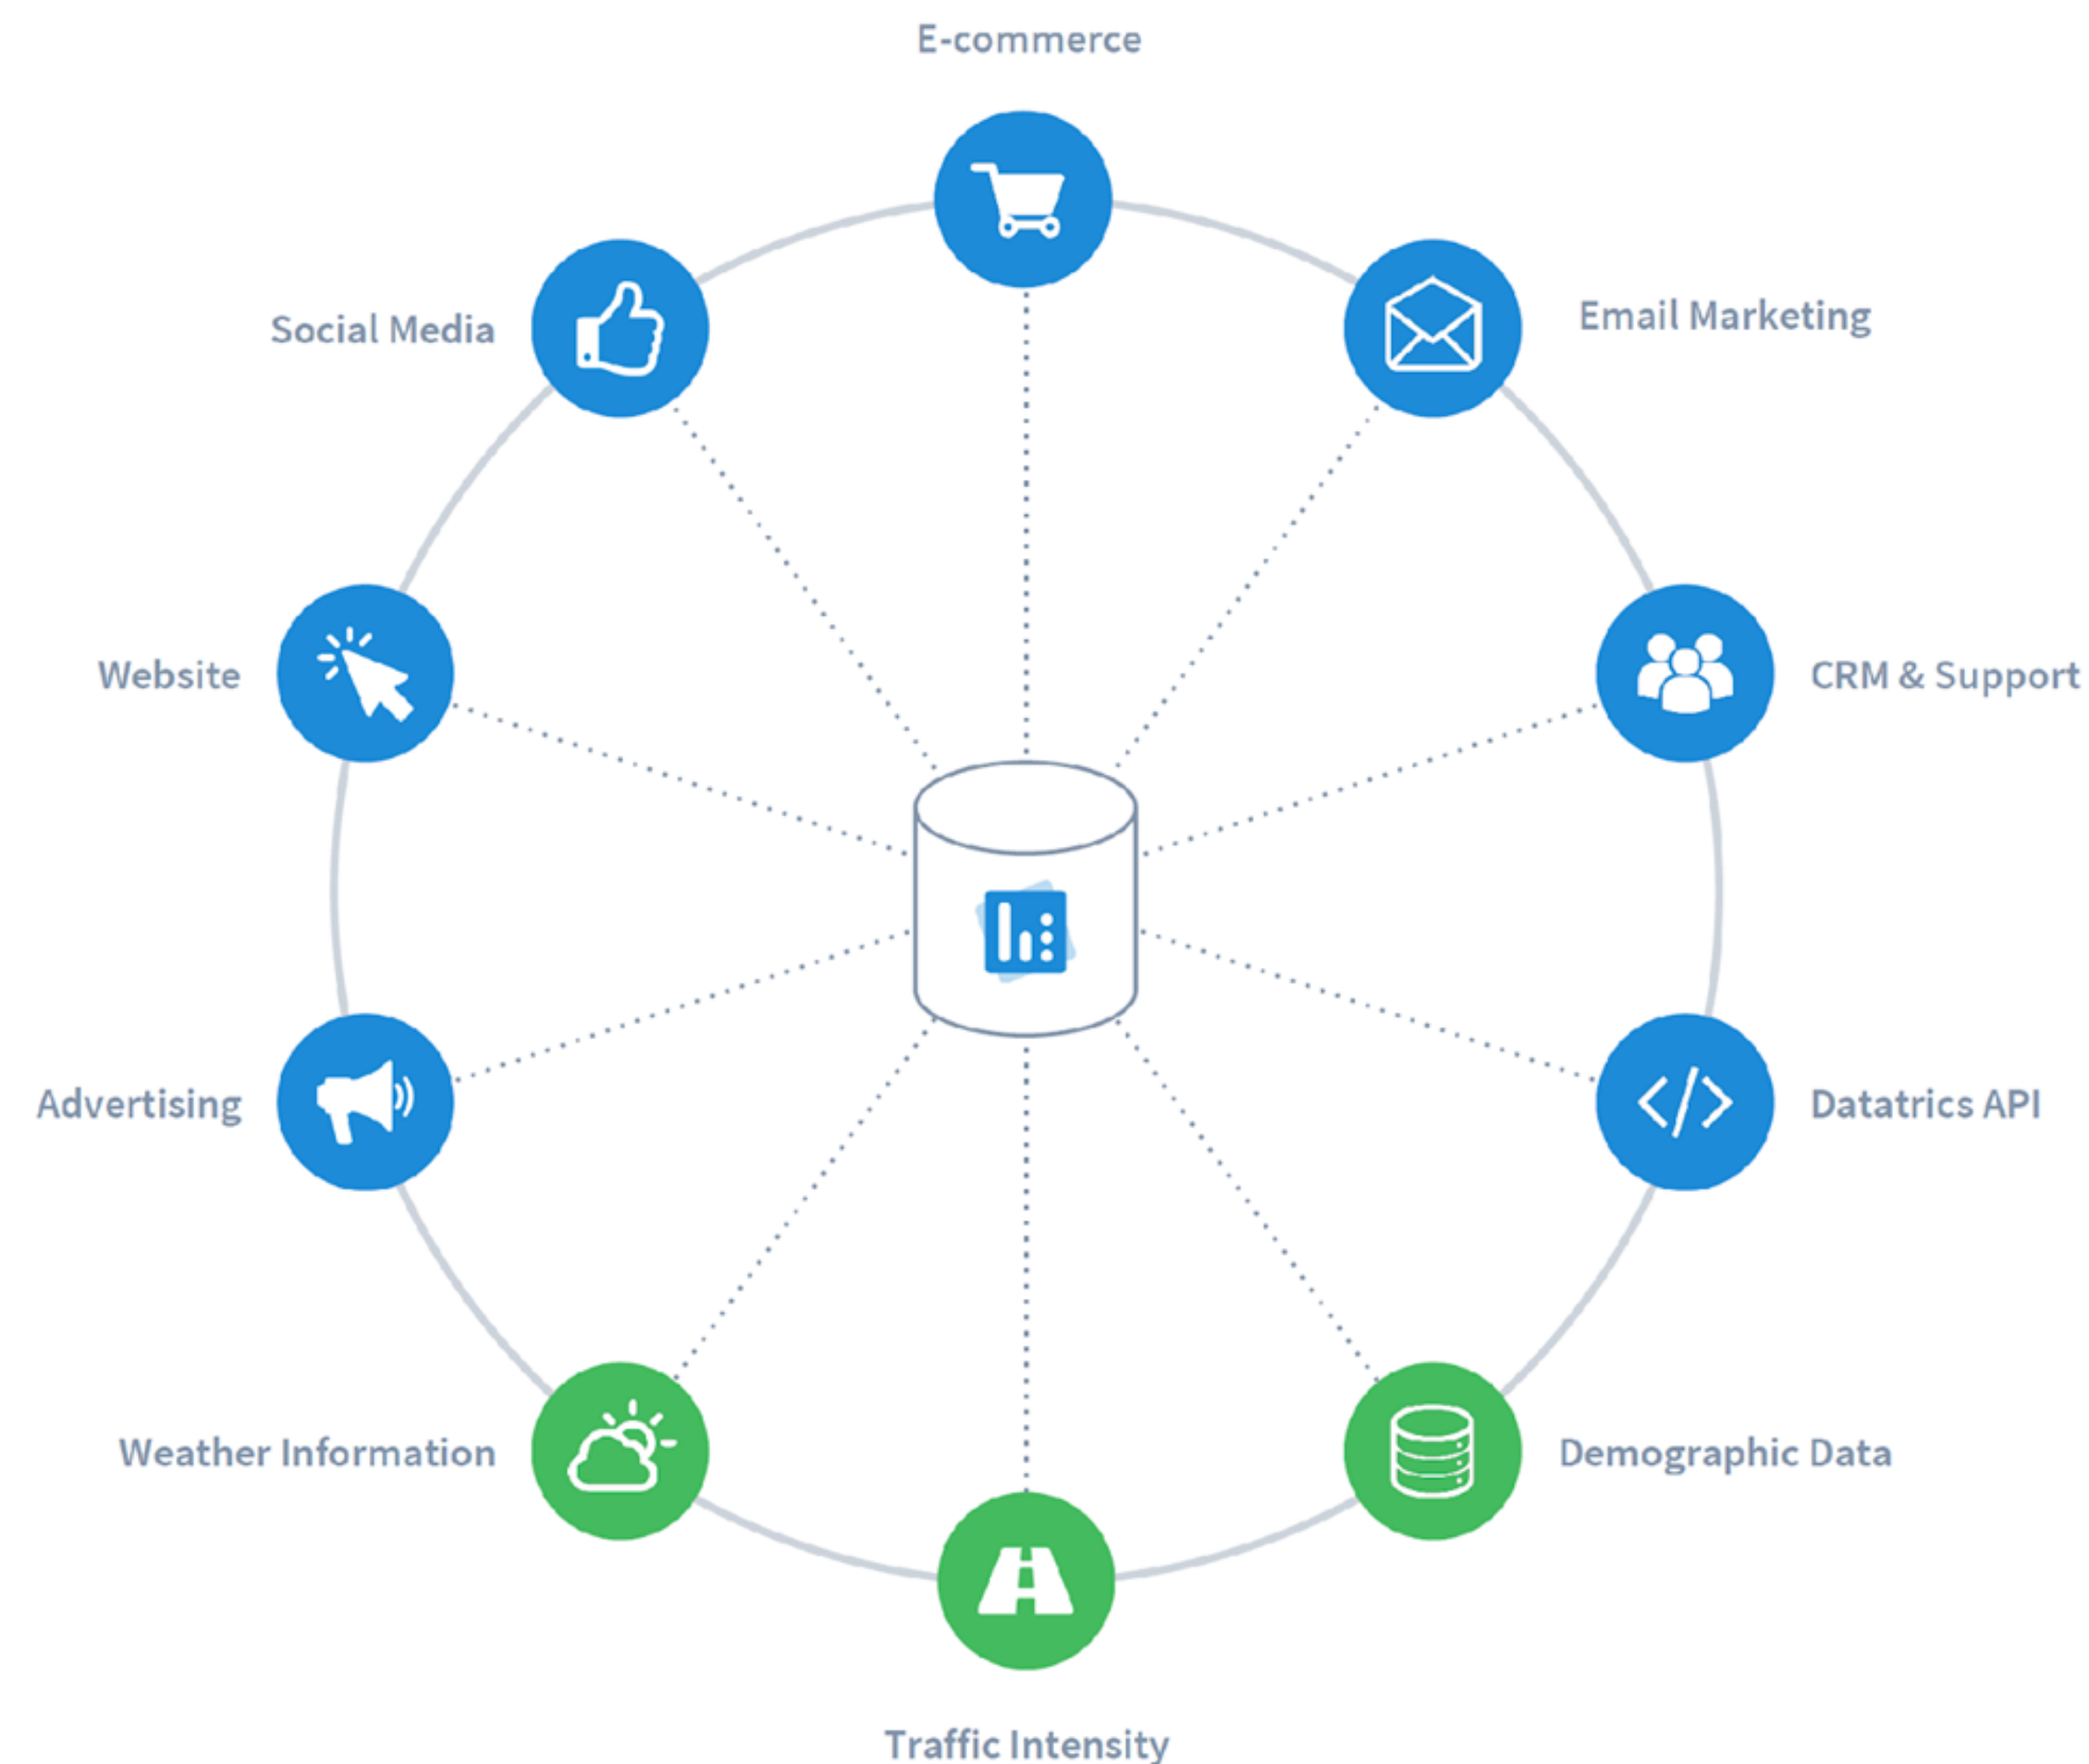 E-commerce
Email Marketing
Social Media
Website
CRM & Support
Advertising
Datatrics API
Weather Information
Demographic Data
Traffic Intensity